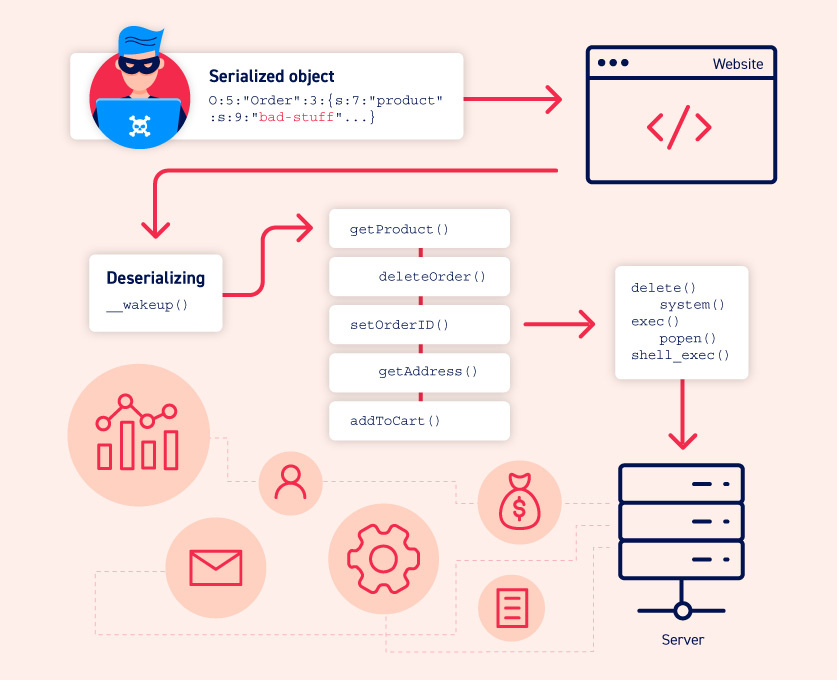 Serialized object
O:5:"Order":3:{s:7:"product"
:s:9:"bad-stuff"...}
Website
</>
Deserializing
__wakeup()
getProduct()
deleteOrder()
setOrderID()
getAddress()
addToCart()
delete()
system()
exec()
popen()
shell_exec()
$
Server